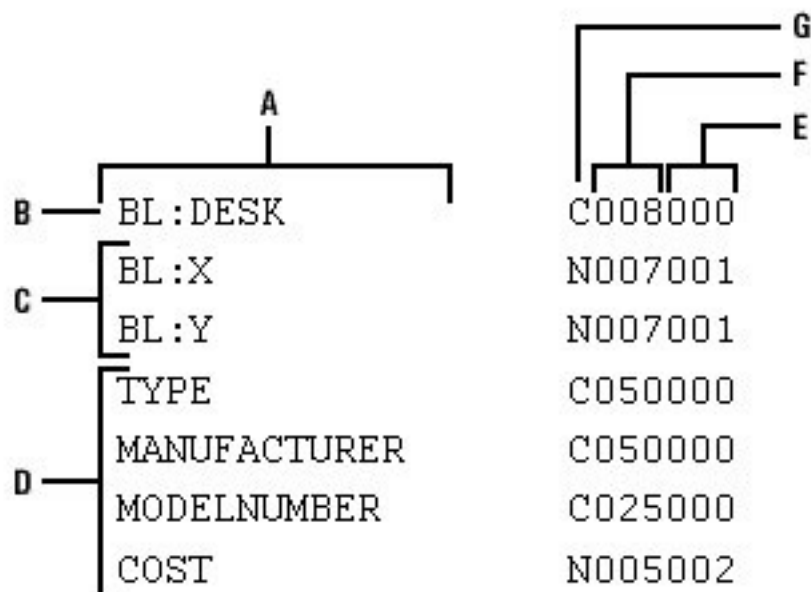 G
F
A
E
B BL:DESK C008000
BL:X N007001
C
BL:Y N007001
TYPE C050000
MANUFACTURER C050000
D
MODELNUMBER C025000
COST N005002